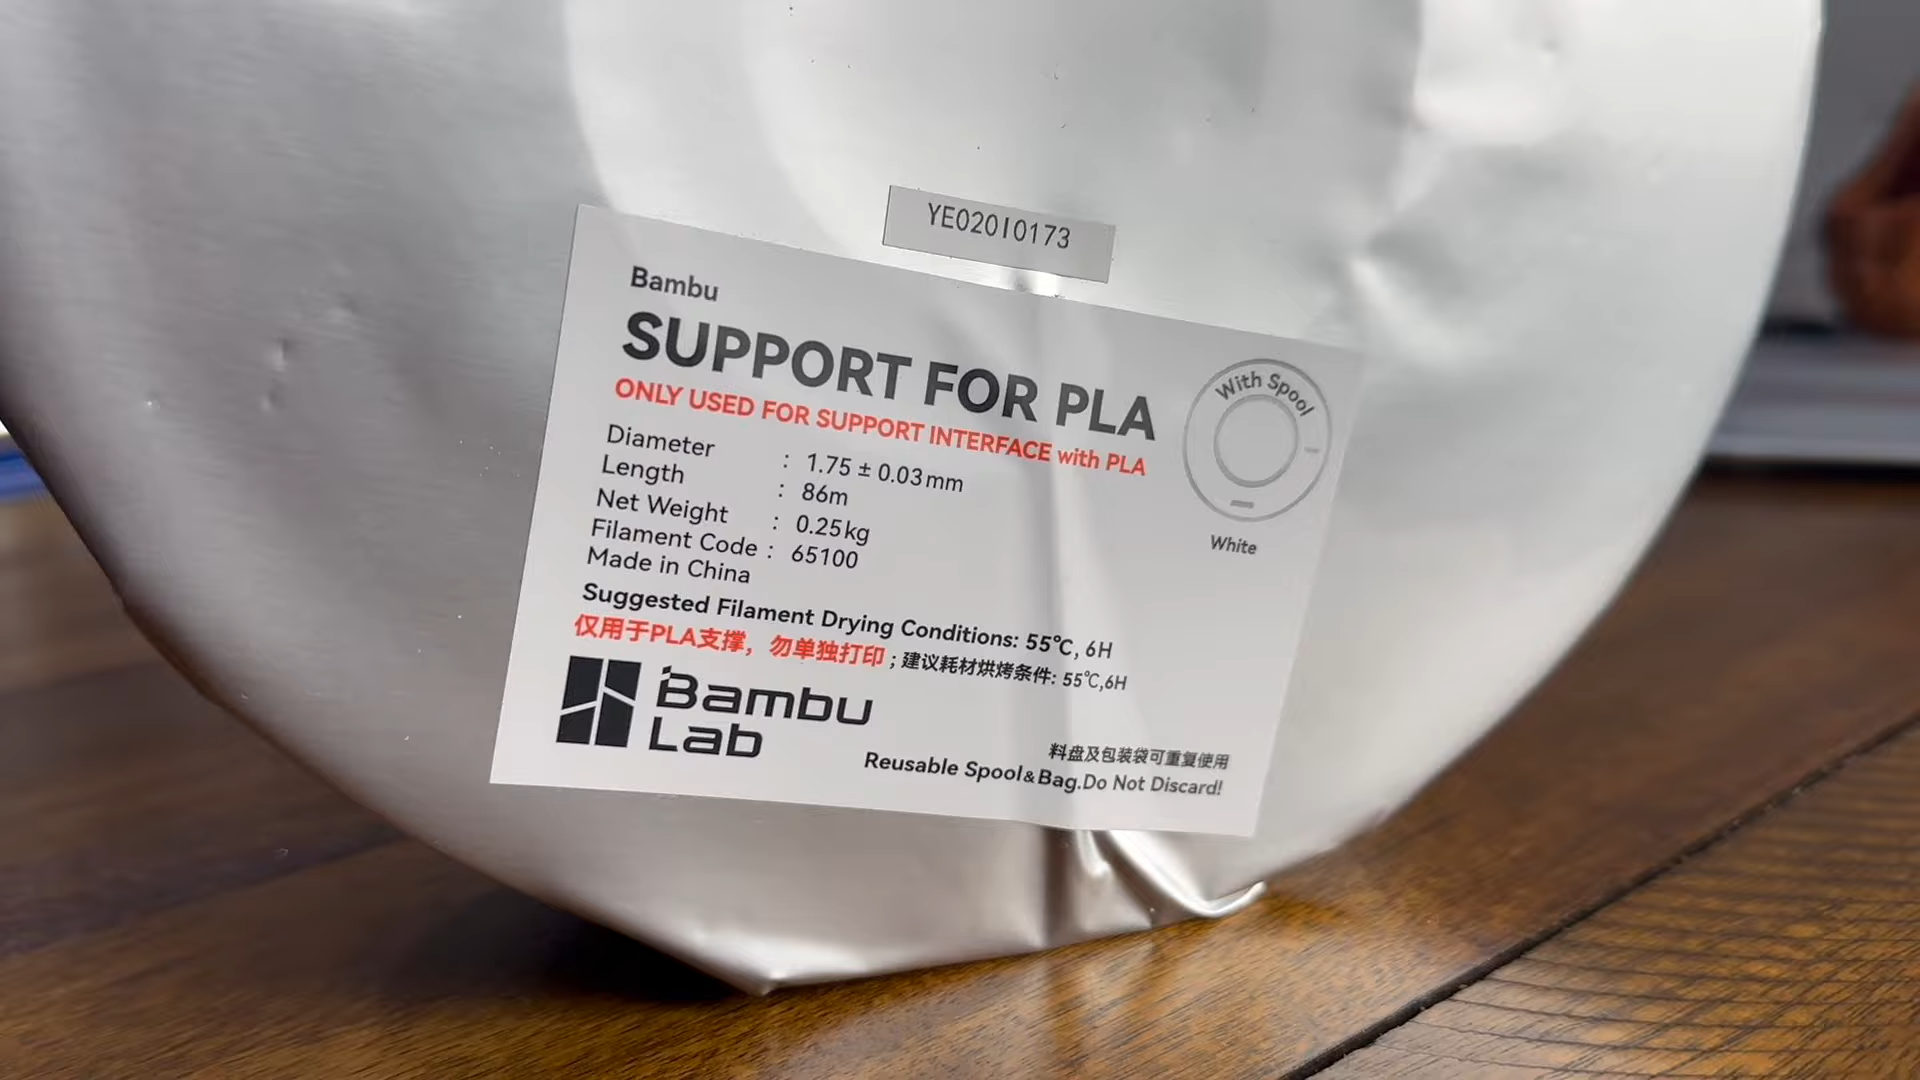 YE020I0173
Bambu
SUPPORT FOR PLA
ONLY USED FOR SUPPORT INTERFACE with PLA
With Spool
White
Diameter : 1.75 ± 0.03mm
Length : 86m
Net Weight : 0.25kg
Filament Code : 65100
Made in China
Suggested Filament Drying Conditions: 55℃, 6H
仅用于PLA支撑，勿单独打印 ; 建议耗材烘烤条件: 55℃,6H
Bambu
Lab
料盘及包装袋可重复使用
Reusable Spool&Bag.Do Not Discard!